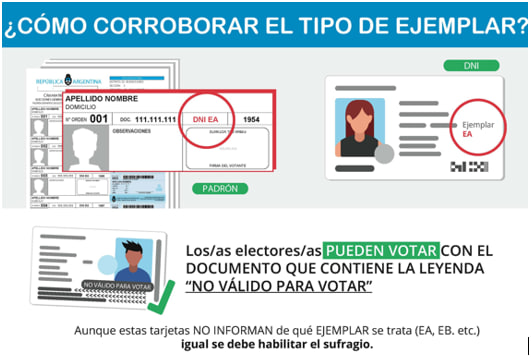 ¿CÓMO CORROBORAR EL TIPO DE EJEMPLAR?
REPÚBLICA ARGENTINA
APELLIDO NOMBRE
DOMICILIO
Nº ORDEN 001 DOC 111.111.111 DNI EA 1954
OBSERVACIONES
FIRMA DEL VOTANTE
PADRÓN
DNI
Ejemplar
EA
NO VÁLIDO PARA VOTAR
Los/as electores/as PUEDEN VOTAR CON EL
DOCUMENTO QUE CONTIENE LA LEYENDA
“NO VÁLIDO PARA VOTAR”
Aunque estas tarjetas NO INFORMAN de qué EJEMPLAR se trata (EA, EB. etc.)
igual se debe habilitar el sufragio.